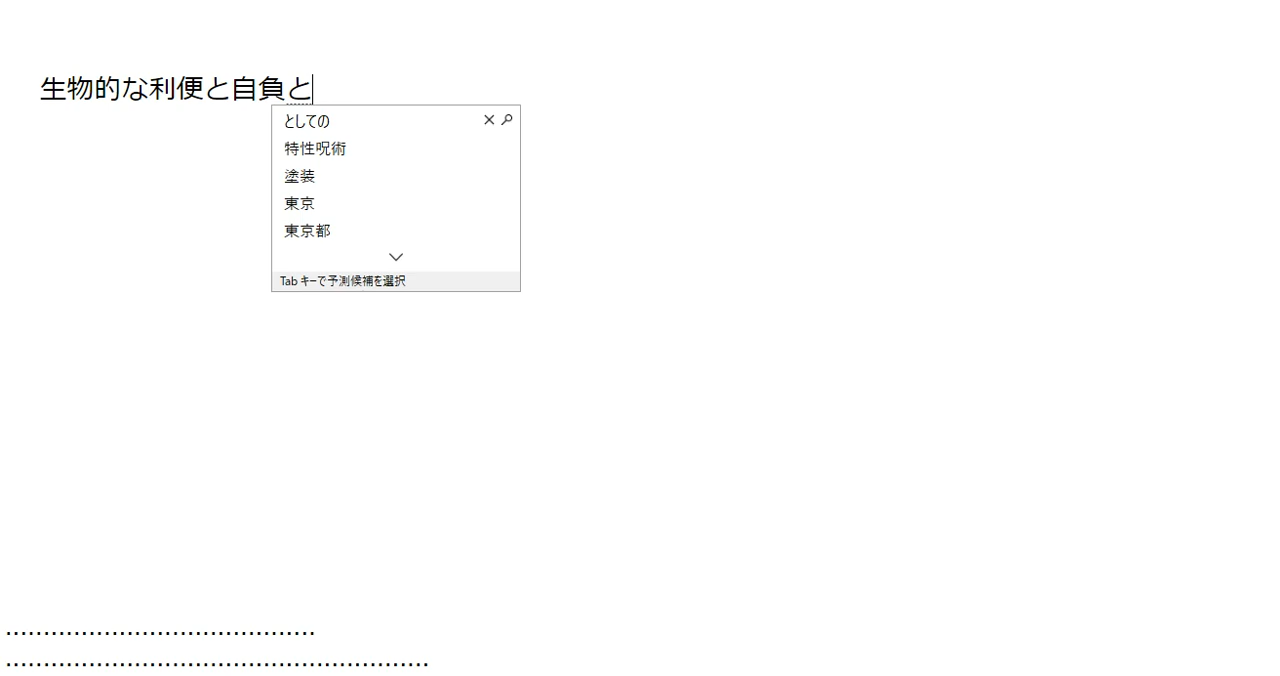 生物的な利便と自負と
としての
特性呪術
塗装
東京
東京都
Tab キーで予測候補を選択
.........................................
........................................................